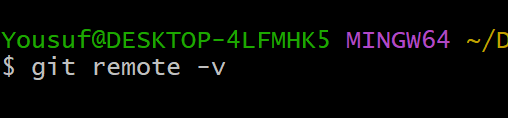 Yousuf@DESKTOP-4LFMHK5 MINGW64 ~/D
$ git remote -v